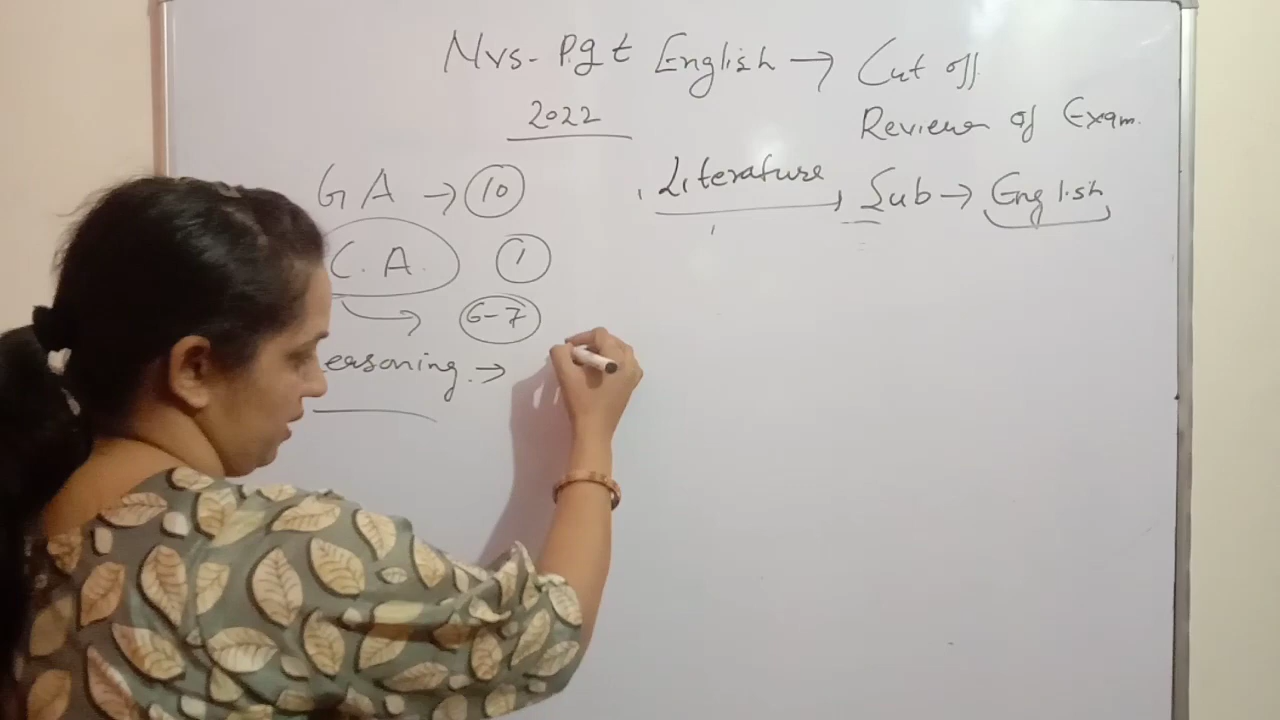 Nvs- Pgt English → Cut off
2022
Review of Exam.
GA → 10
Literature, Sub → English
C.A. 1
→ 6-7
easoning. →